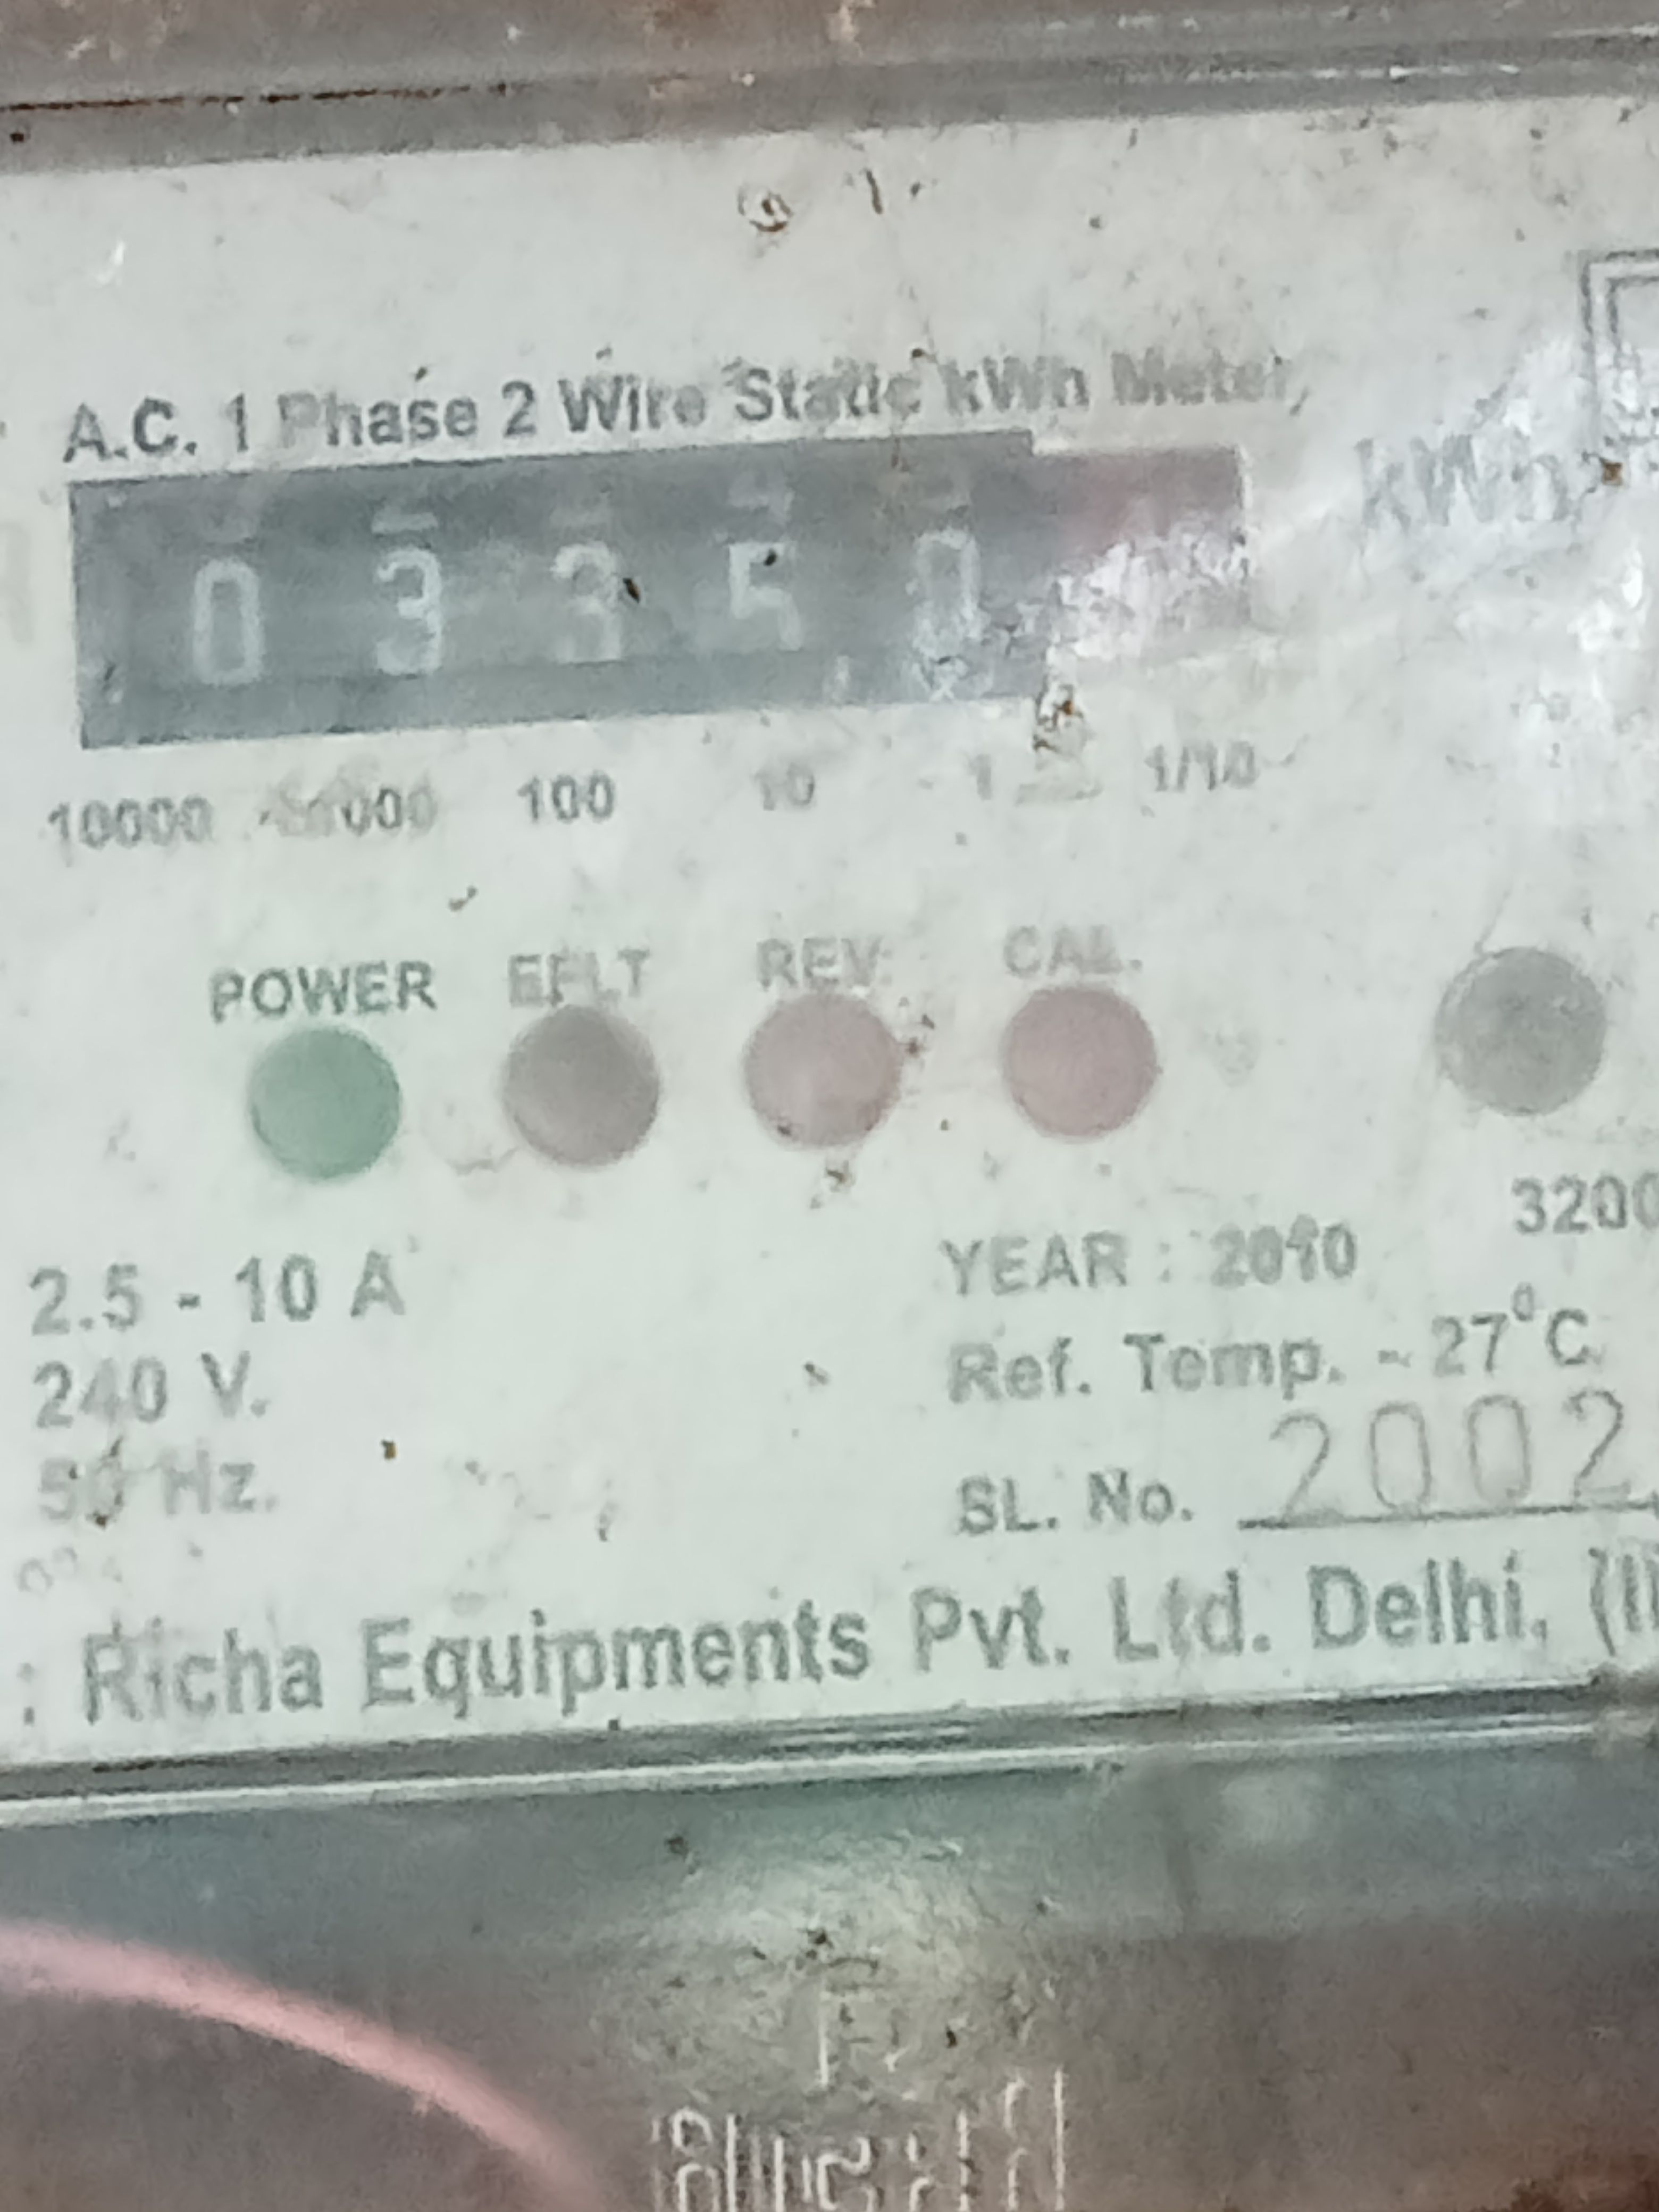 A.C. 1 Phase 2 Wire Static kWh Meter,
0 3 3 5 0
kWh
10000 1000 100 10 1 1/10
POWER EFLT REV. CAL.
3200
2.5 - 10 A
YEAR : 2010
240 V.
Ref. Temp. - 27°C
50 Hz.
SL. No. 2002
: Richa Equipments Pvt. Ltd. Delhi,